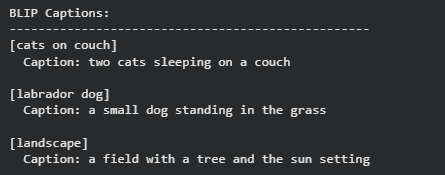 BLIP Captions:
--------------------------------------------------
[cats on couch]
  Caption: two cats sleeping on a couch

[labrador dog]
  Caption: a small dog standing in the grass

[landscape]
  Caption: a field with a tree and the sun setting